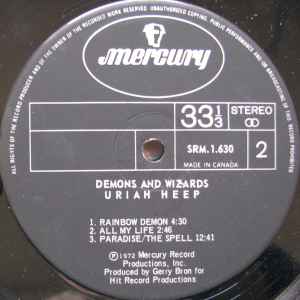 ALL RIGHTS OF THE RECORD PRODUCER AND OF THE OWNER OF THE RECORDED WORK RESERVED. UNAUTHORIZED COPYING, PUBLIC PERFORMANCE AND/OR BROADCASTING OF THIS RECORD PROHIBITED
mercury
33 1/3 STEREO
SRM.1.630
MADE IN CANADA
2
DEMONS AND WIZARDS
URIAH HEEP
1. RAINBOW DEMON 4:30
2. ALL MY LIFE 2:46
3. PARADISE/THE SPELL 12:41
Ⓟ 1972 Mercury Record
Productions, Inc.
Produced by Gerry Bron for
Hit Record Productions